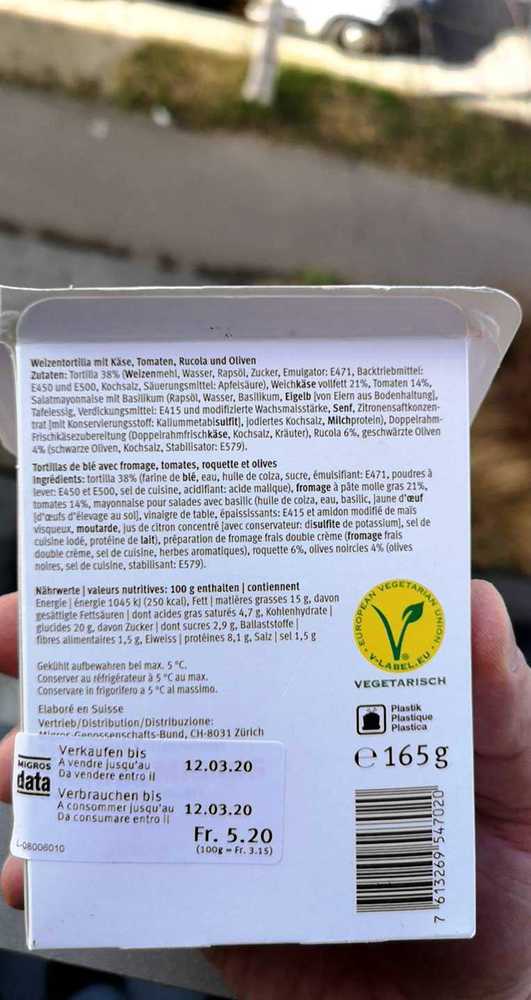 Weizentortilla mit Käse, Tomaten, Rucola und Oliven
Zutaten: Tortilla 38% (Weizenmehl, Wasser, Rapsöl, Zucker, Emulgator: E471, Backtriebmittel:
E450 und E500, Kochsalz, Säuerungsmittel: Apfelsäure), Weichkäse vollfett 21%, Tomaten 14%,
Salatmayonnaise mit Basilikum (Rapsöl, Wasser, Basilikum, Eigelb [von Eiern aus Bodenhaltung],
Tafelessig, Verdickungsmittel: E415 und modifizierte Wachsmaisstärke, Senf, Zitronensaftkonzen-
trat [mit Konservierungsstoff: Kaliummetabisulfit], jodiertes Kochsalz, Milchprotein), Doppelrahm-
Frischkäsezubereitung (Doppelrahmfrischkäse, Kochsalz, Kräuter), Rucola 6%, geschwärzte Oliven
4% (schwarze Oliven, Kochsalz, Stabilisator: E579).
Tortillas de blé avec fromage, tomates, roquette et olives
Ingrédients: tortilla 38% (farine de blé, eau, huile de colza, sucre, émulsifiant: E471, poudres à
lever: E450 et E500, sel de cuisine, acidifiant: acide malique), fromage à pâte molle gras 21%,
tomates 14%, mayonnaise pour salades avec basilic (huile de colza, eau, basilic, jaune d'œuf
[d'œufs d'élevage au sol], vinaigre de table, épaississants: E415 et amidon modifié de maïs
visqueux, moutarde, jus de citron concentré [avec conservateur: disulfite de potassium], sel de
cuisine iodé, protéine de lait), préparation de fromage frais double crème (fromage frais
double crème, sel de cuisine, herbes aromatiques), roquette 6%, olives noircies 4% (olives
noires, sel de cuisine, stabilisant: E579).
Nährwerte | valeurs nutritives: 100 g enthalten | contiennent
Energie | énergie 1045 kJ (250 kcal), Fett | matières grasses 15 g, davon
gesättigte Fettsäuren | dont acides gras saturés 4,7 g, Kohlenhydrate |
glucides 20 g, davon Zucker | dont sucres 2,9 g, Ballaststoffe |
fibres alimentaires 1,5 g, Eiweiss | protéines 8,1 g, Salz | sel 1,5 g
EUROPEAN VEGETARIAN UNION
V-LABEL.EU
VEGETARISCH
Gekühlt aufbewahren bei max. 5 °C.
Conserver au réfrigérateur à 5 °C au max.
Conservare in frigorifero a 5 °C al massimo.
Elaboré en Suisse
Vertrieb/Distribution/Distribuzione:
Migros-Genossenschafts-Bund, CH-8031 Zürich
Plastik
Plastique
Plastica
e 165 g
MIGROS
data
Verkaufen bis
A vendre jusqu'au 12.03.20
Da vendere entro il
Verbrauchen bis
A consommer jusqu'au 12.03.20
Da consumare entro il
Fr. 5.20
(100g = Fr. 3.15)
L-08006010
7 613269 547020